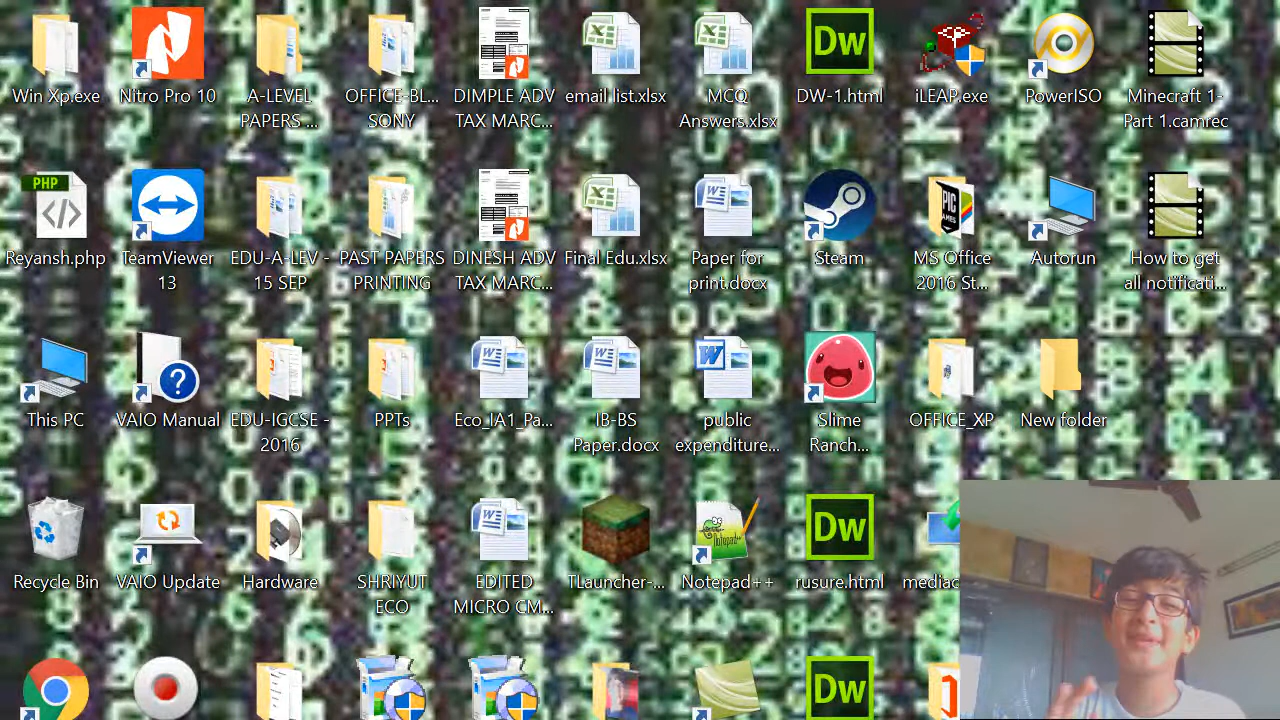 Win Xp.exe
Nitro Pro 10
A-LEVEL
PAPERS ...
OFFICE-BL...
SONY
DIMPLE ADV
TAX MARC...
email list.xlsx
MCQ
Answers.xlsx
Dw
DW-1.html
iLEAP.exe
PowerISO
Minecraft 1-
Part 1.camrec
PHP
Reyansh.php
TeamViewer
13
EDU-A-LEV -
15 SEP
PAST PAPERS
PRINTING
DINESH ADV
TAX MARC...
Final Edu.xlsx
Paper for
print.docx
Steam
PIC
GAMES
MS Office
2016 St...
Autorun
How to get
all notificati...
This PC
VAIO Manual
EDU-IGCSE -
2016
PPTs
Eco_IA1_Pa...
IB-BS
Paper.docx
public
expenditure...
Slime
Ranch...
OFFICE_XP
New folder
Recycle Bin
VAIO Update
Hardware
SHRIYUT
ECO
EDITED
MICRO CM...
TLauncher-...
Notepad++
Dw
rusure.html
mediac
Dw